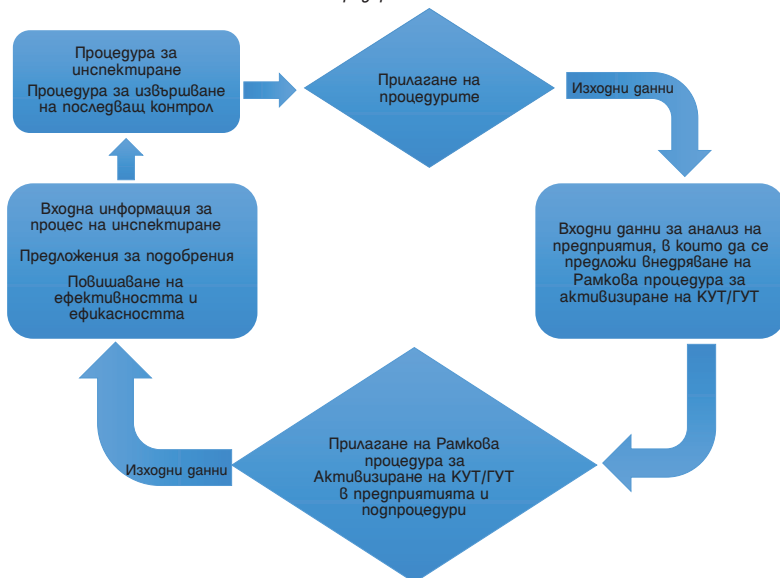 Процедура за
инспектиране
Процедура за извършване
на последващ контрол
Прилагане на
процедурите
Изходни данни
Входни данни за анализ на
предприятия, в които да се
предложи внедряване на
Рамкова процедура за
активизиране на КУТ/ГУТ
Прилагане на Рамкова
процедура за
Активизиране на КУТ/ГУТ
в предприятията и
подпроцедури
Изходни данни
Входна информация за
процес на инспектиране
Предложения за подобрения
Повишаване на
ефективността и
ефикасността